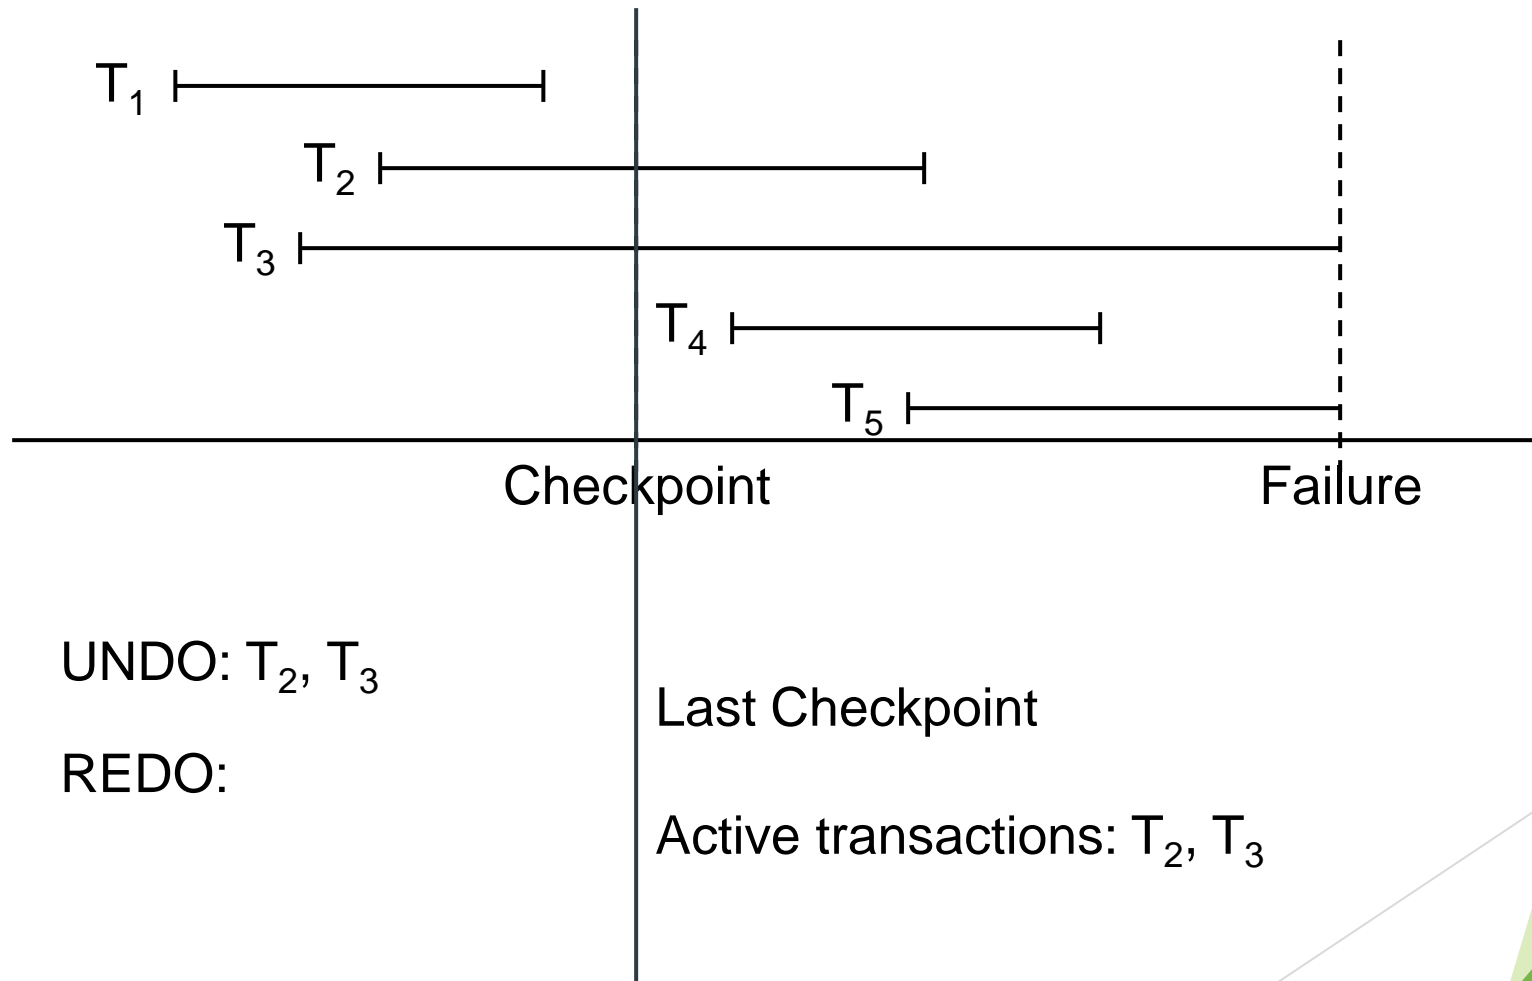 T₁
T₂
T₃
T₄
T₅
Checkpoint
Failure
UNDO: T₂, T₃
Last Checkpoint
REDO:
Active transactions: T₂, T₃